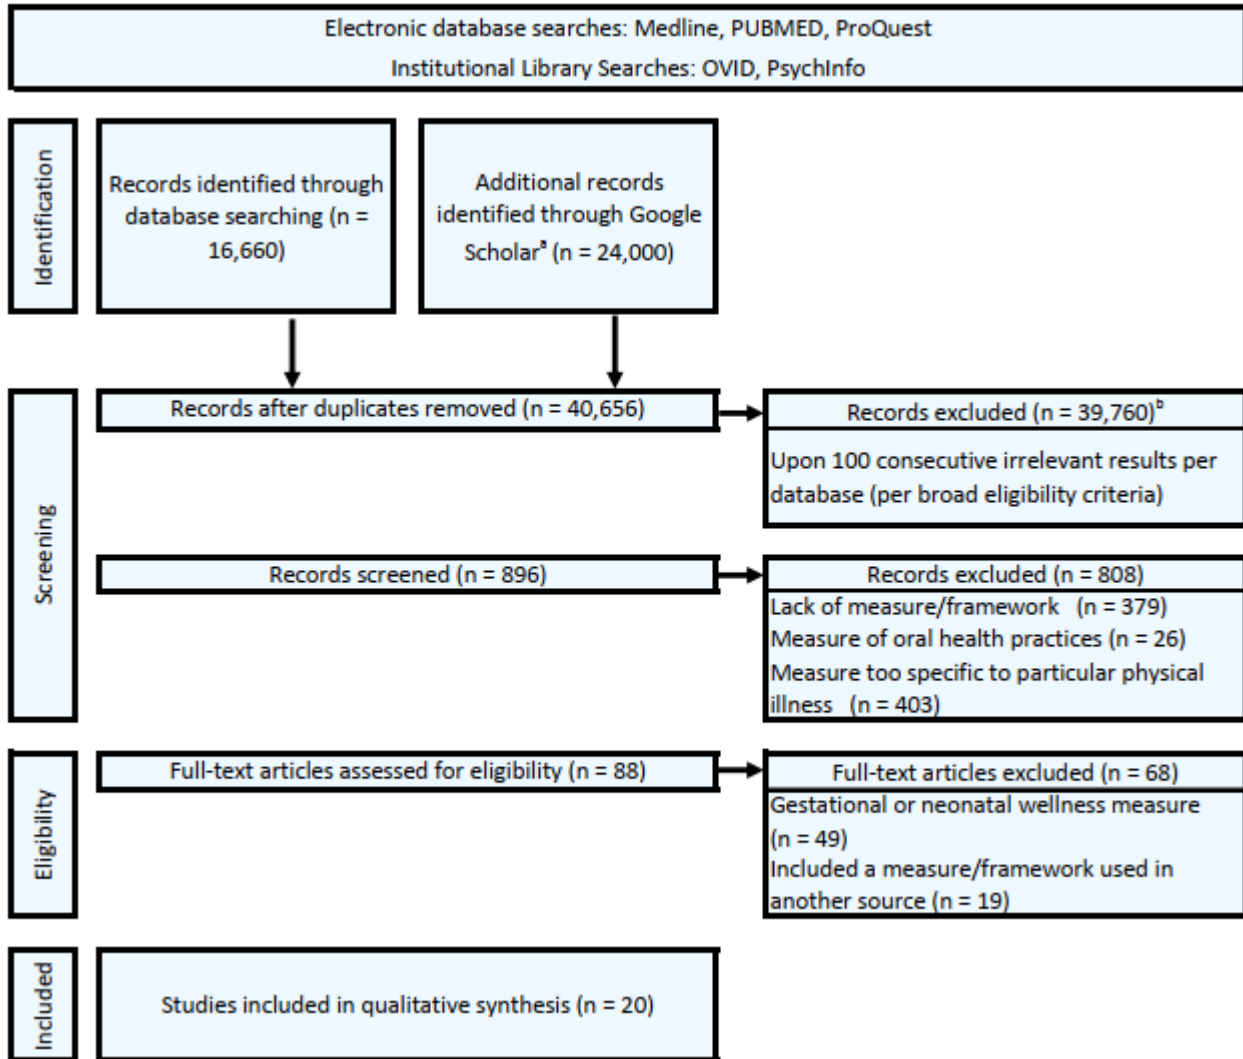 Electronic database searches: Medline, PUBMED, ProQuest
Institutional Library Searches: OVID, PsychInfo
Identification
Records identified through
database searching (n =
16,660)
Additional records
identified through Google
Scholarª (n = 24,000)
Screening
Records after duplicates removed (n = 40,656)
Records excluded (n = 39,760)ᵇ
Upon 100 consecutive irrelevant results per
database (per broad eligibility criteria)
Records screened (n = 896)
Records excluded (n = 808)
Lack of measure/framework (n = 379)
Measure of oral health practices (n = 26)
Measure too specific to particular physical
illness (n = 403)
Eligibility
Full-text articles assessed for eligibility (n = 88)
Full-text articles excluded (n = 68)
Gestational or neonatal wellness measure
(n = 49)
Included a measure/framework used in
another source (n = 19)
Included
Studies included in qualitative synthesis (n = 20)